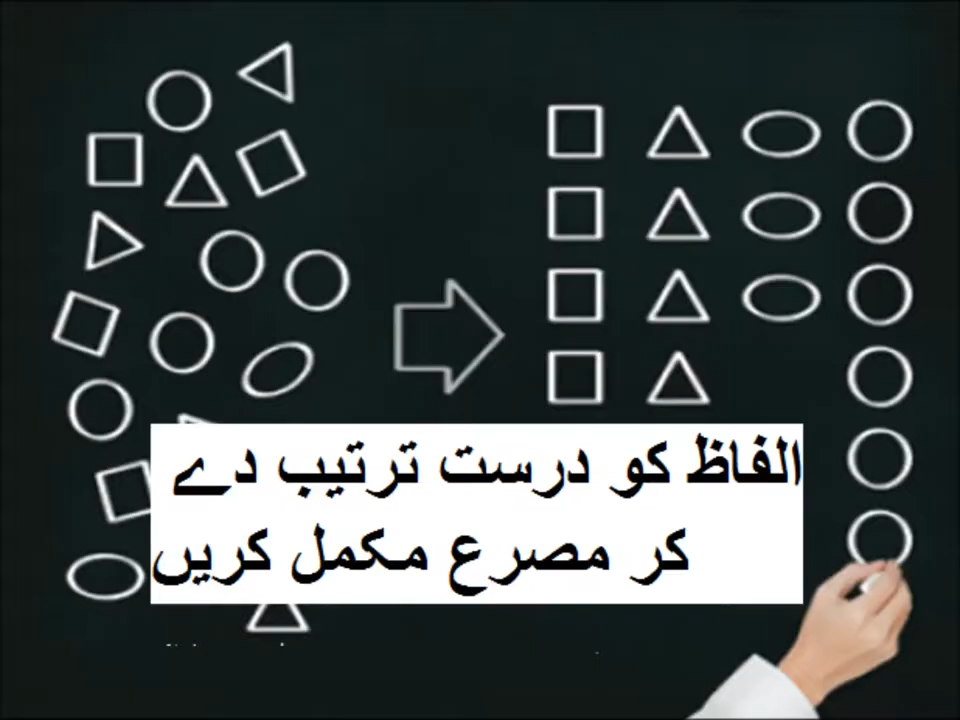 الفاظ کو درست ترتیب دے
کر مصرع مکمل کریں